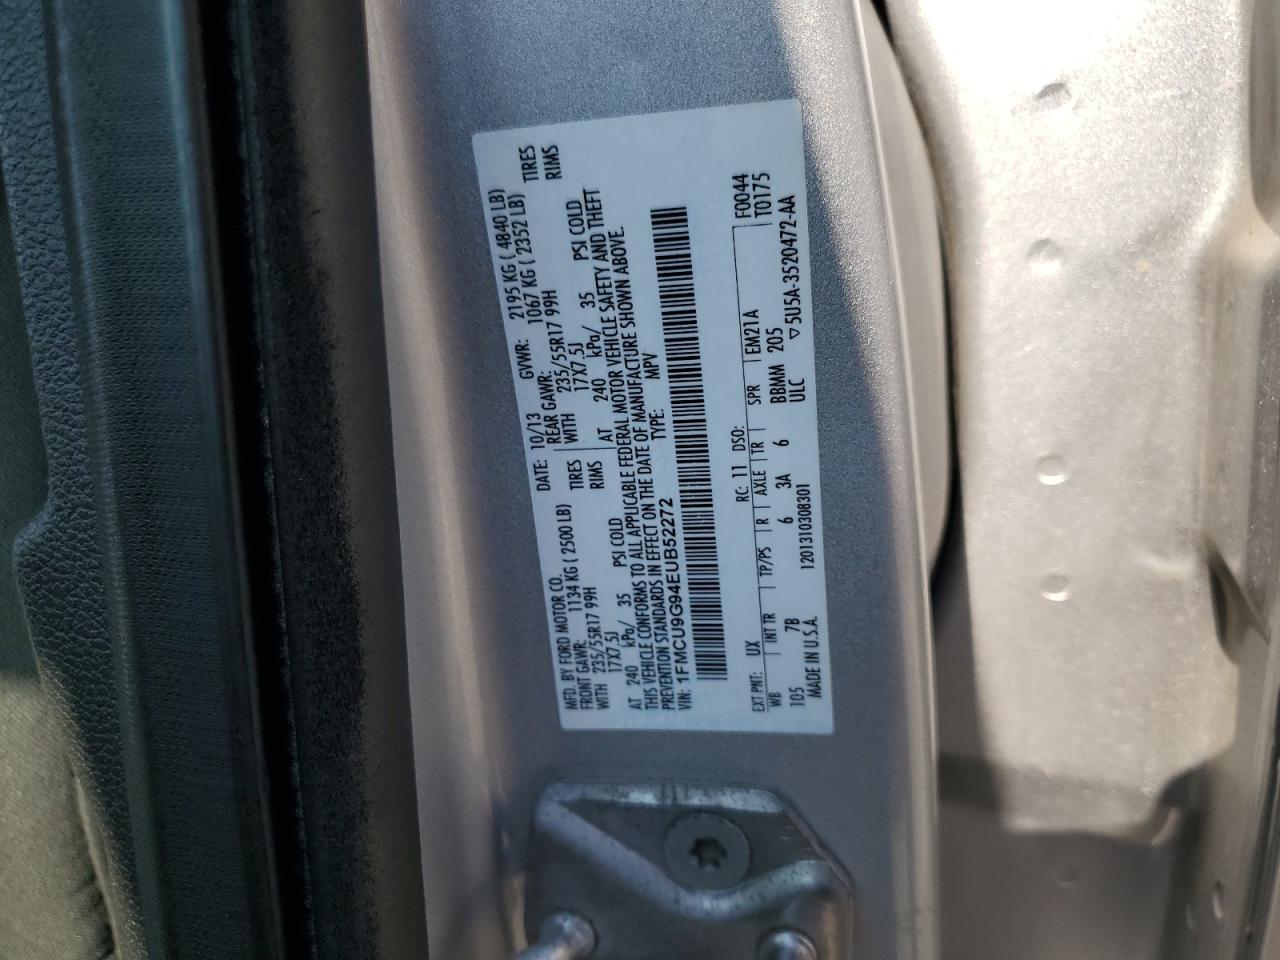 MFD. BY FORD MOTOR CO. DATE: 10/13 GVWR: 2195 KG ( 4840 LB)
FRONT GAWR: 1134 KG ( 2500 LB) REAR GAWR: 1067 KG ( 2352 LB)
WITH 235/55R17 99H TIRES WITH 235/55R17 99H TIRES
17X7.5J RIMS 17X7.5J RIMS
AT 240 kPa/ 35 PSI COLD AT 240 kPa/ 35 PSI COLD
THIS VEHICLE CONFORMS TO ALL APPLICABLE FEDERAL MOTOR VEHICLE SAFETY AND THEFT
PREVENTION STANDARDS IN EFFECT ON THE DATE OF MANUFACTURE SHOWN ABOVE.
VIN: 1FMCU9G94EUB52272 TYPE: MPV
F0044
EXT PNT: UX RC: 11 DSO: T0175
WB INT TR TP/PS R AXLE TR SPR EM21A
105 7B 6 3A 6 BBMM 205
MADE IN U.S.A. 1201310308301 ULC ▽5U5A-3520472-AA